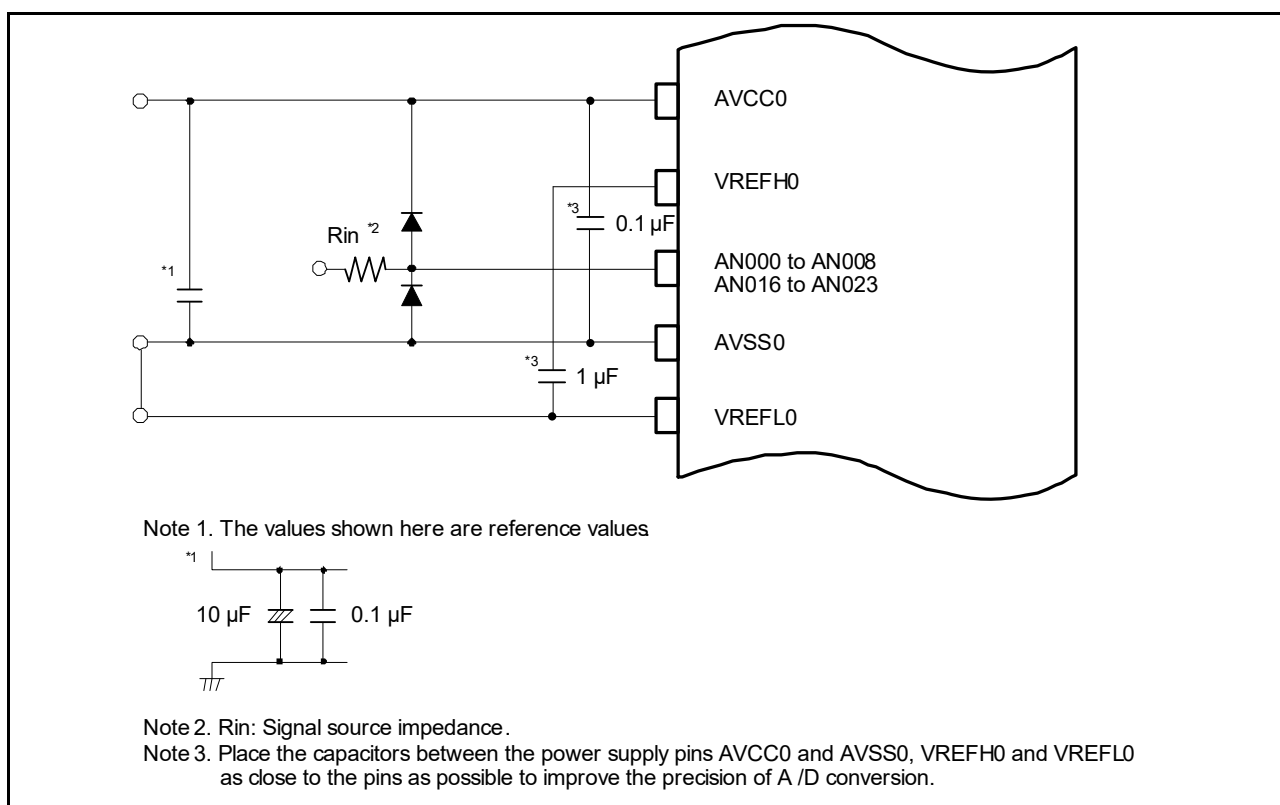 AVCC0
VREFH0
*3
0.1 µF
Rin *2
AN000 to AN008
AN016 to AN023
*1
AVSS0
*3
1 µF
VREFL0
Note 1. The values shown here are reference values.
*1
10 µF
0.1 µF
Note 2. Rin: Signal source impedance.
Note 3. Place the capacitors between the power supply pins AVCC0 and AVSS0, VREFH0 and VREFL0
as close to the pins as possible to improve the precision of A /D conversion.